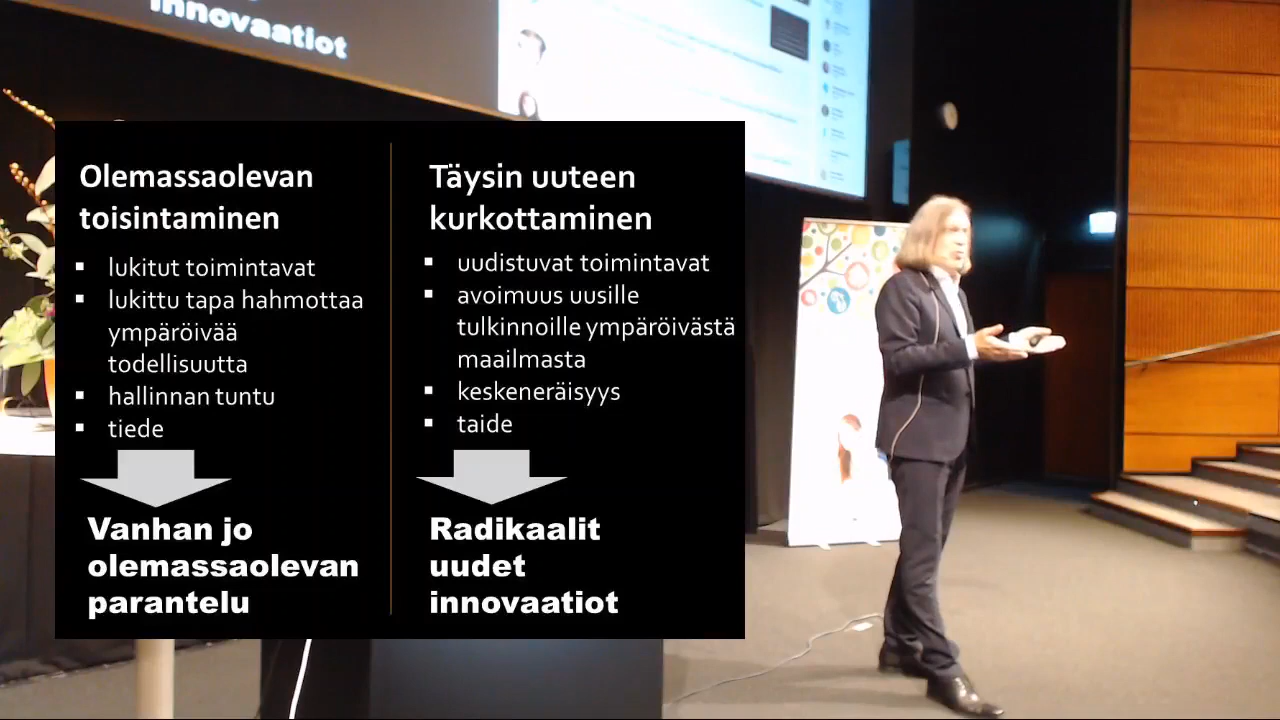 innovaatiot
Olemassaolevan
toisintaminen
▪ lukitut toimintavat
▪ lukittu tapa hahmottaa
ympäröivää
todellisuutta
▪ hallinnan tuntu
▪ tiede
Vanhan jo
olemassaolevan
parantelu
Täysin uuteen
kurkottaminen
▪ uudistuvat toimintavat
▪ avoimuus uusille
tulkinnoille ympäröivästä
maailmasta
▪ keskeneräisyys
▪ taide
Radikaalit
uudet
innovaatiot